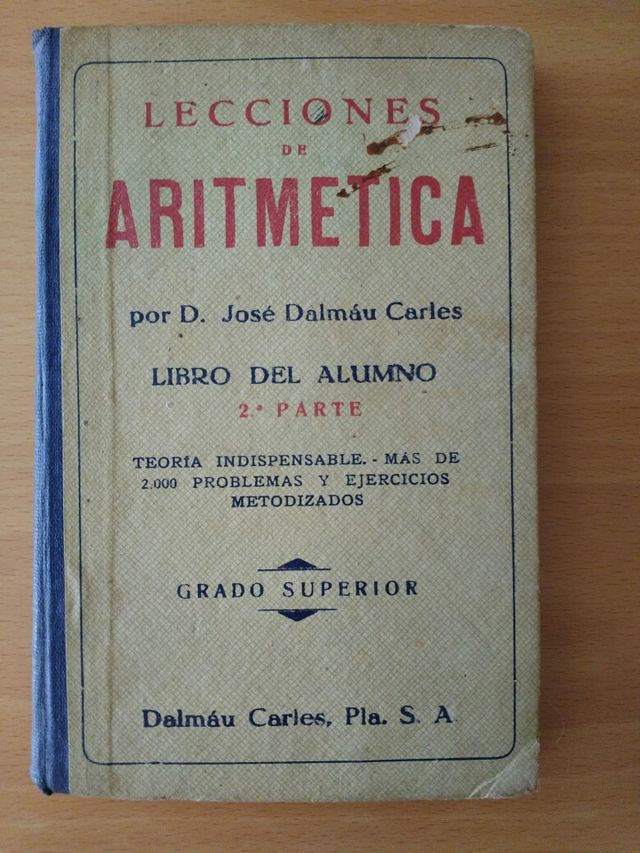 LECCIONES
DE
ARITMETICA
por D. José Dalmáu Carles
LIBRO DEL ALUMNO
2.ª PARTE
TEORÍA INDISPENSABLE. - MAS DE
2.000 PROBLEMAS Y EJERCICIOS
METODIZADOS
GRADO SUPERIOR
Dalmáu Carles, Pla. S. A